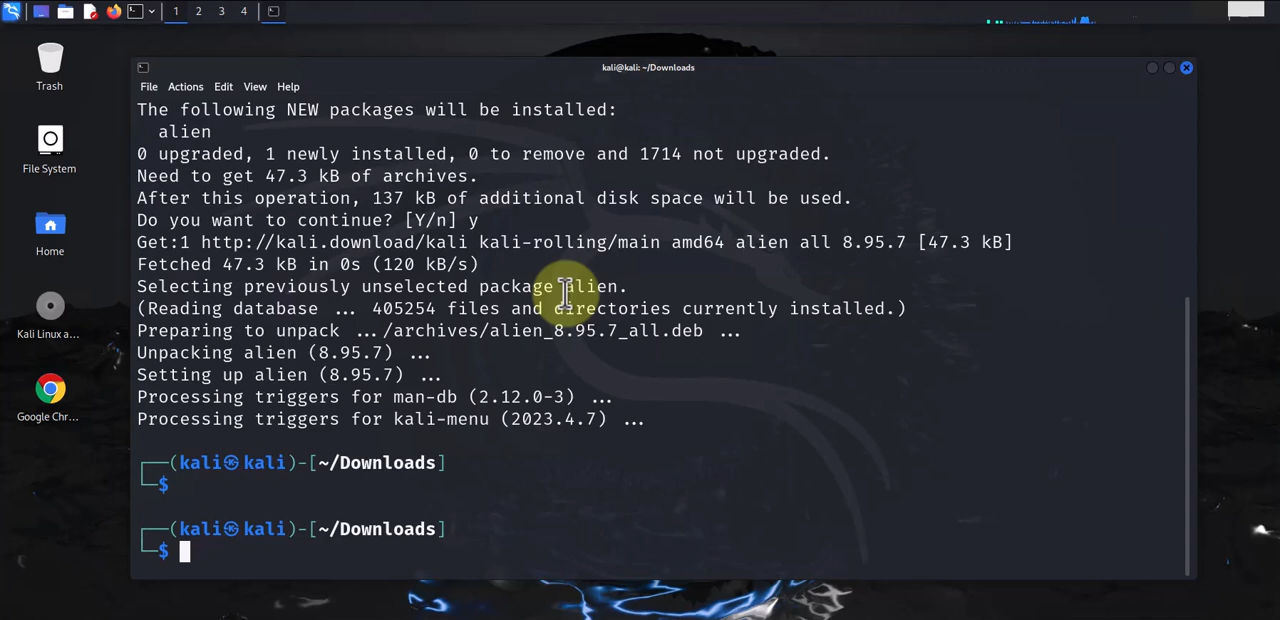 1 2 3 4
Trash
File System
Home
Kali Linux a...
Google Chr...
kali@kali: ~/Downloads
File Actions Edit View Help
The following NEW packages will be installed:
alien
0 upgraded, 1 newly installed, 0 to remove and 1714 not upgraded.
Need to get 47.3 kB of archives.
After this operation, 137 kB of additional disk space will be used.
Do you want to continue? [Y/n] y
Get:1 http://kali.download/kali kali-rolling/main amd64 alien all 8.95.7 [47.3 kB]
Fetched 47.3 kB in 0s (120 kB/s)
Selecting previously unselected package alien.
(Reading database ... 405254 files and directories currently installed.)
Preparing to unpack .../archives/alien_8.95.7_all.deb ...
Unpacking alien (8.95.7) ...
Setting up alien (8.95.7) ...
Processing triggers for man-db (2.12.0-3) ...
Processing triggers for kali-menu (2023.4.7) ...
┌──(kali㉿kali)-[~/Downloads]
└─$
┌──(kali㉿kali)-[~/Downloads]
└─$